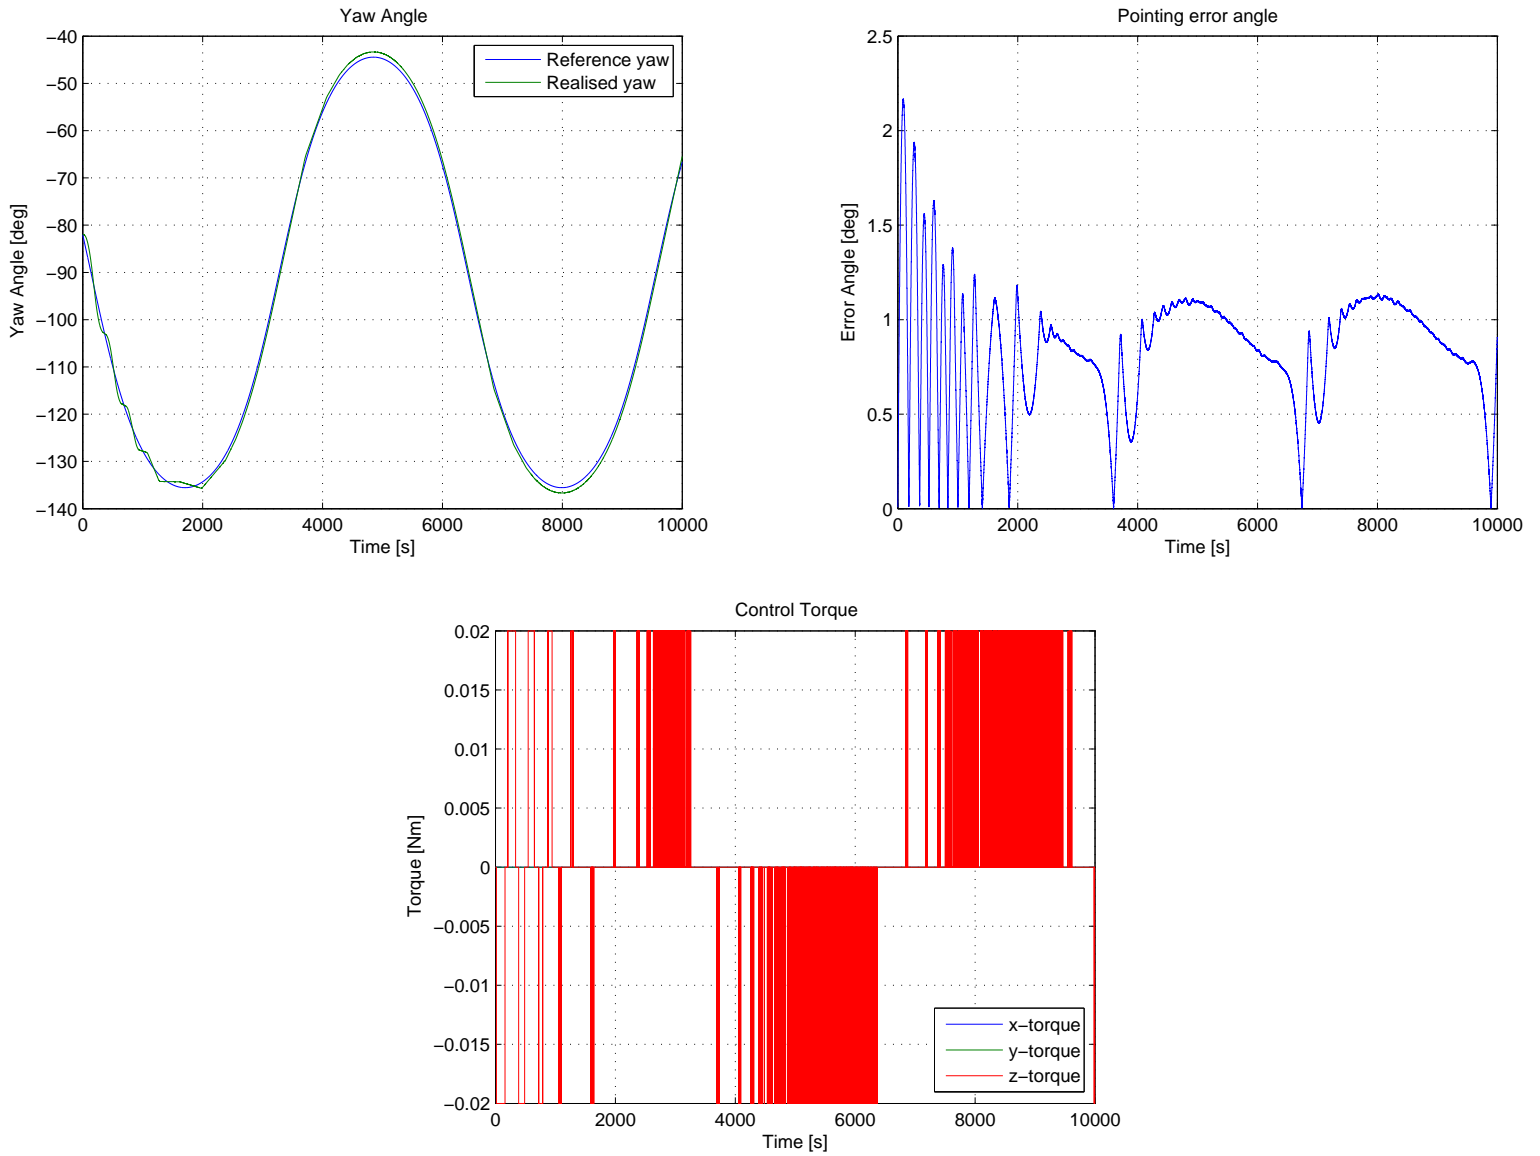 Yaw Angle
−40
−50
−60
−70
−80
−90
−100
−110
−120
−130
−140
Yaw Angle [deg]
Reference yaw
Realised yaw
0 2000 4000 6000 8000 10000
Time [s]
Pointing error angle
2.5
2
1.5
1
0.5
0
Error Angle [deg]
0 2000 4000 6000 8000 10000
Time [s]
Control Torque
0.02
0.015
0.01
0.005
0
−0.005
−0.01
−0.015
−0.02
Torque [Nm]
x−torque
y−torque
z−torque
0 2000 4000 6000 8000 10000
Time [s]